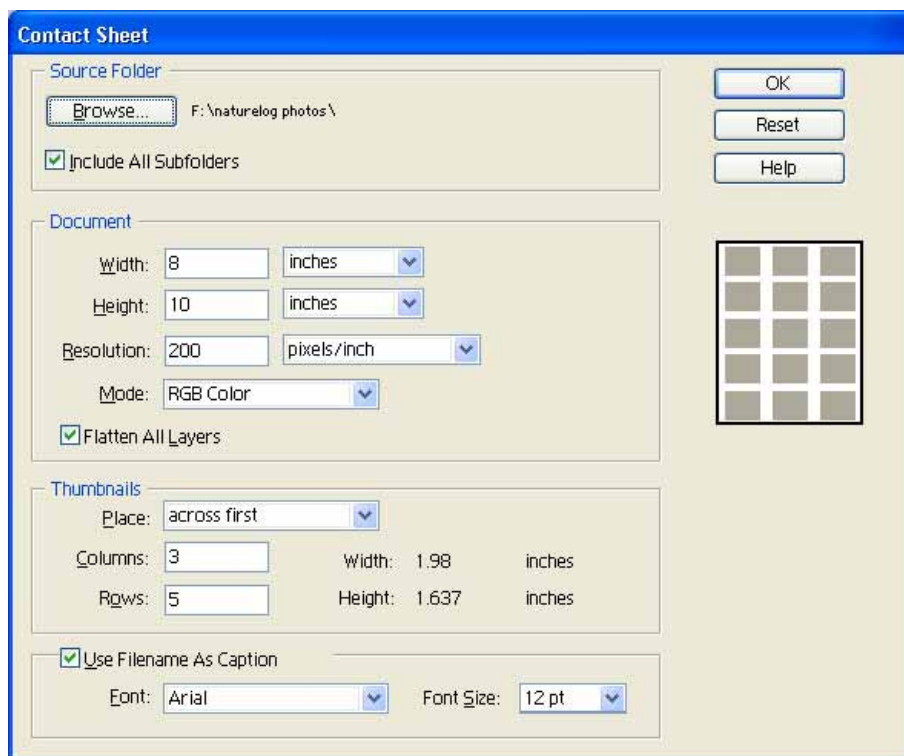 Contact Sheet
Source Folder
Browse... F:\naturelog photos\
Include All Subfolders
OK
Reset
Help
Document
Width: 8 inches
Height: 10 inches
Resolution: 200 pixels/inch
Mode: RGB Color
Flatten All Layers
Thumbnails
Place: across first
Columns: 3 Width: 1.98 inches
Rows: 5 Height: 1.637 inches
Use Filename As Caption
Font: Arial Font Size: 12 pt